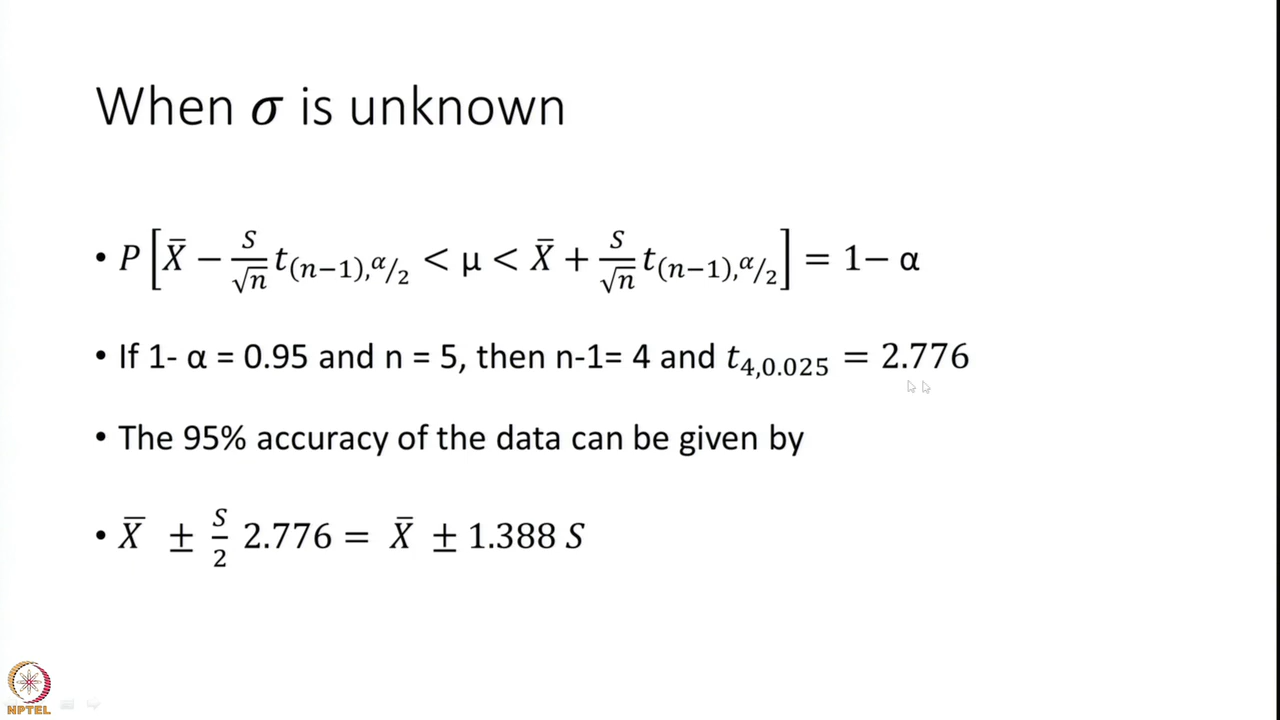 When σ is unknown
• P[X̄ − S/√n t₍ₙ₋₁₎,α/₂ < μ < X̄ + S/√n t₍ₙ₋₁₎,α/₂] = 1− α
• If 1- α = 0.95 and n = 5, then n-1= 4 and t₄,₀.₀₂₅ = 2.776
• The 95% accuracy of the data can be given by
• X̄ ± S/2 2.776 = X̄ ± 1.388 S
NPTEL